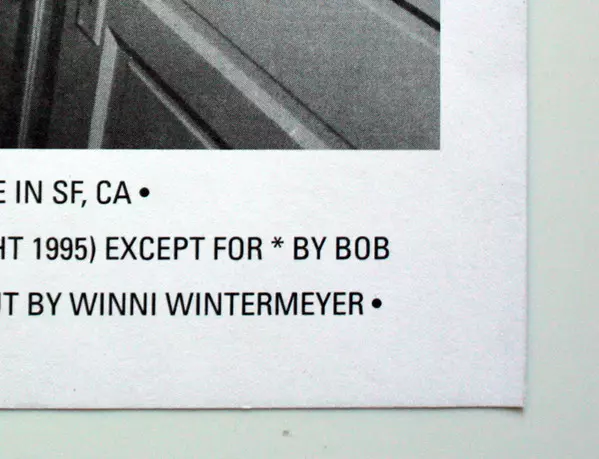 E IN SF, CA •
HT 1995) EXCEPT FOR * BY BOB
UT BY WINNI WINTERMEYER •